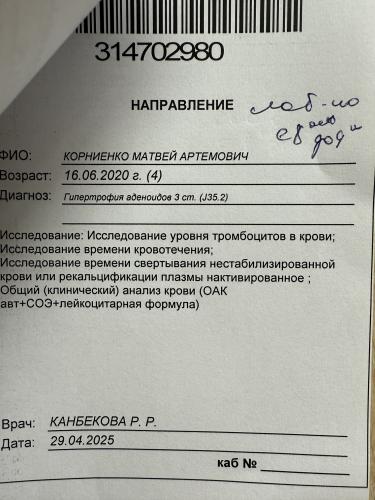 314702980
НАПРАВЛЕНИЕ
ФИО: КОРНИЕНКО МАТВЕЙ АРТЕМОВИЧ
Возраст: 16.06.2020 г. (4)
Диагноз: Гипертрофия аденоидов 3 ст. (J35.2)
Исследование: Исследование уровня тромбоцитов в крови;
Исследование времени кровотечения;
Исследование времени свертывания нестабилизированной
крови или рекальцификации плазмы нактивированное ;
Общий (клинический) анализ крови (ОАК
авт+СОЭ+лейкоцитарная формула)
Врач: КАНБЕКОВА Р. Р.
Дата: 29.04.2025
каб №